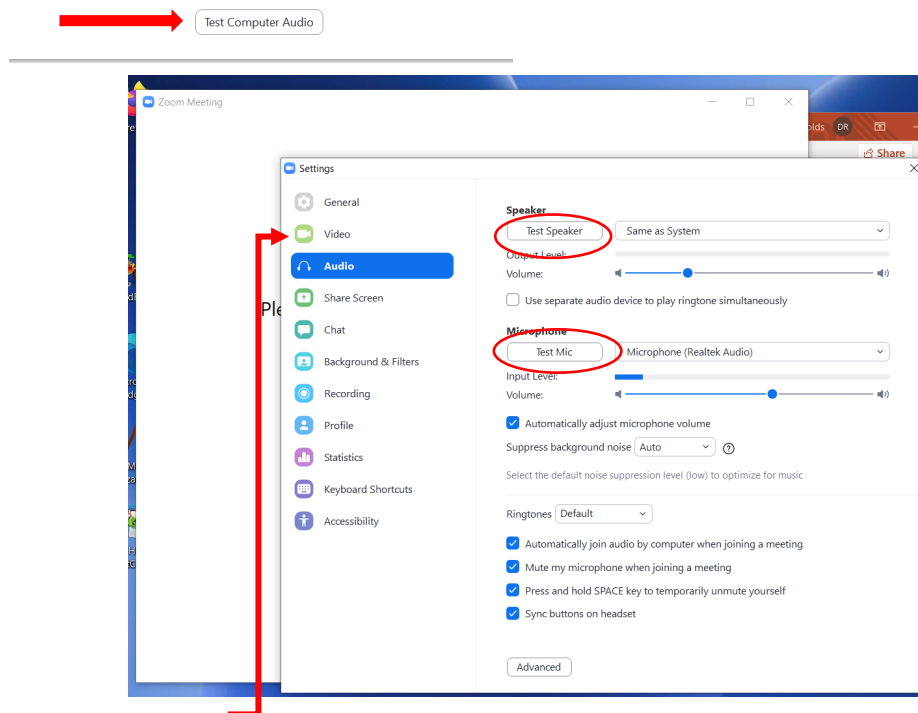 Test Computer Audio
Zoom Meeting
olds DR
Share
Settings
General
Video
Audio
Share Screen
Chat
Background & Filters
Recording
Profile
Statistics
Keyboard Shortcuts
Accessibility
Ple
Speaker
Test Speaker Same as System
Output Level:
Volume:
Use separate audio device to play ringtone simultaneously
Microphone
Test Mic Microphone (Realtek Audio)
Input Level:
Volume:
Automatically adjust microphone volume
Suppress background noise Auto
Select the default noise suppression level (low) to optimize for music
Ringtones Default
Automatically join audio by computer when joining a meeting
Mute my microphone when joining a meeting
Press and hold SPACE key to temporarily unmute yourself
Sync buttons on headset
Advanced